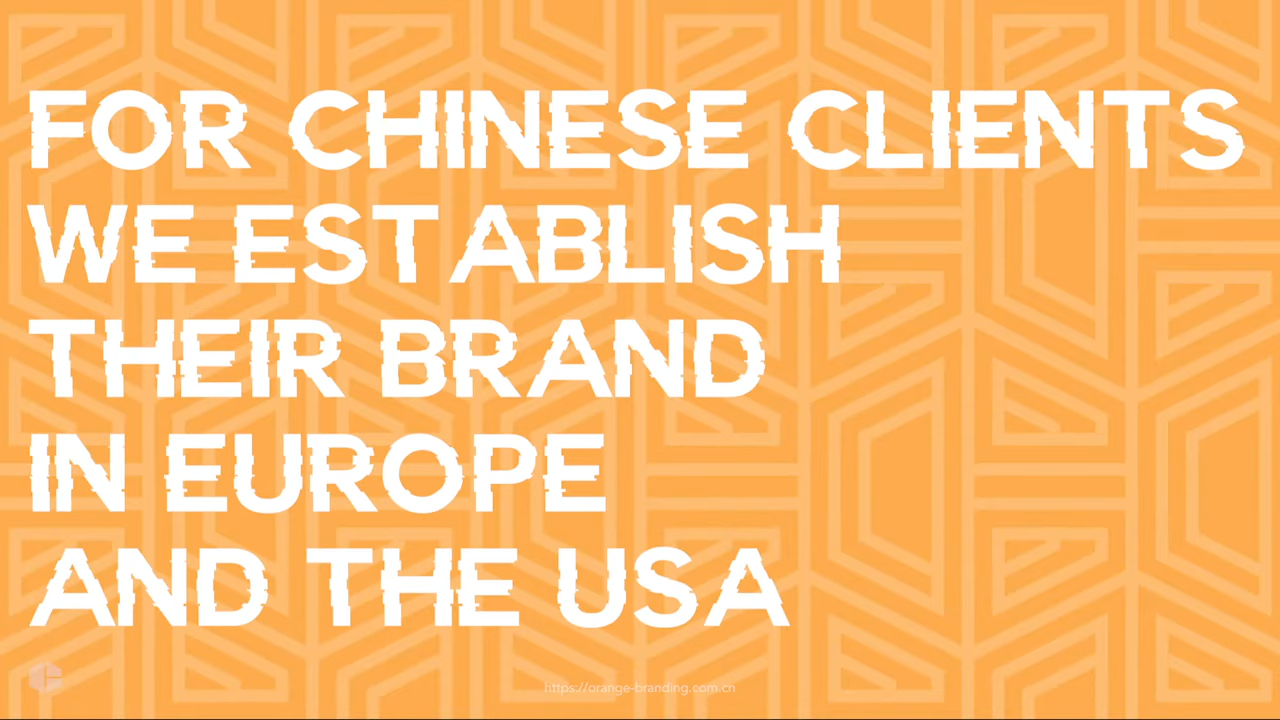 FOR CHINESE CLIENTS
WE ESTABLISH
THEIR BRAND
IN EUROPE
AND THE USA
https://orange-branding.com.cn